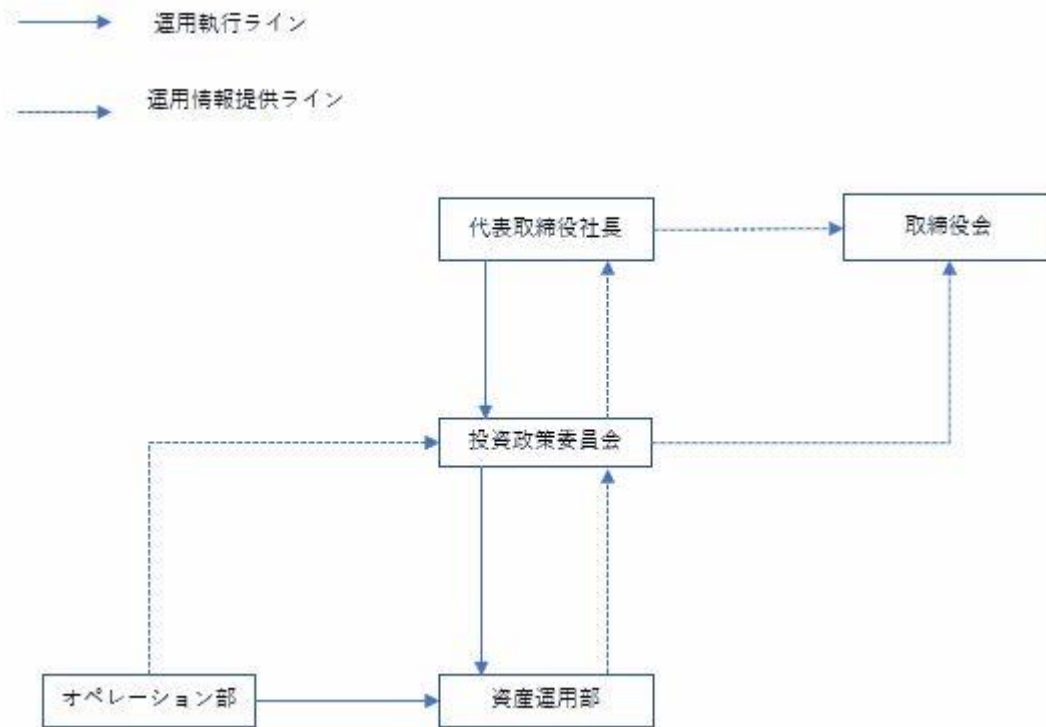 運用執行ライン
運用情報提供ライン
代表取締役社長
取締役会
投資政策委員会
オペレーション部
資産運用部